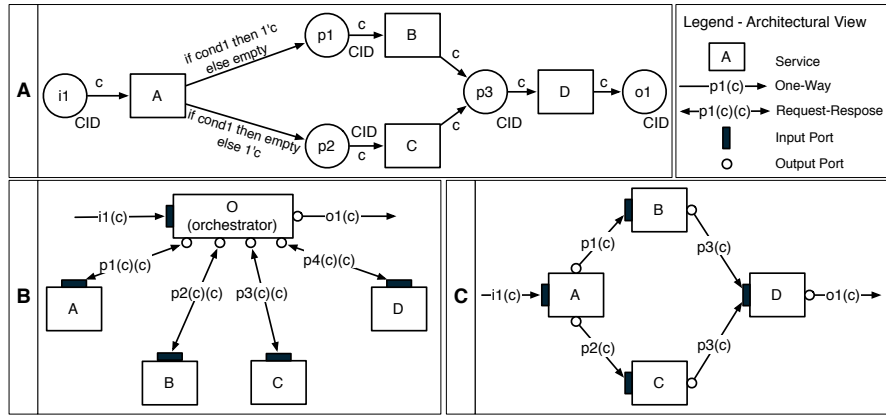 A
i1
CID
c
A
if cond1 then 1'c
else empty
if cond1 then empty
else 1'c
p1
CID
c
B
c
p2
CID
c
C
c
p3
CID
c
D
c
o1
CID
Legend - Architectural View
A
Service
p1(c)
One-Way
p1(c)(c)
Request-Respose
Input Port
Output Port
B
i1(c)
O
(orchestrator)
o1(c)
p1(c)(c)
p4(c)(c)
p2(c)(c)
p3(c)(c)
A
D
B
C
C
B
p1(c)
p3(c)
i1(c)
A
D
o1(c)
p2(c)
p3(c)
C